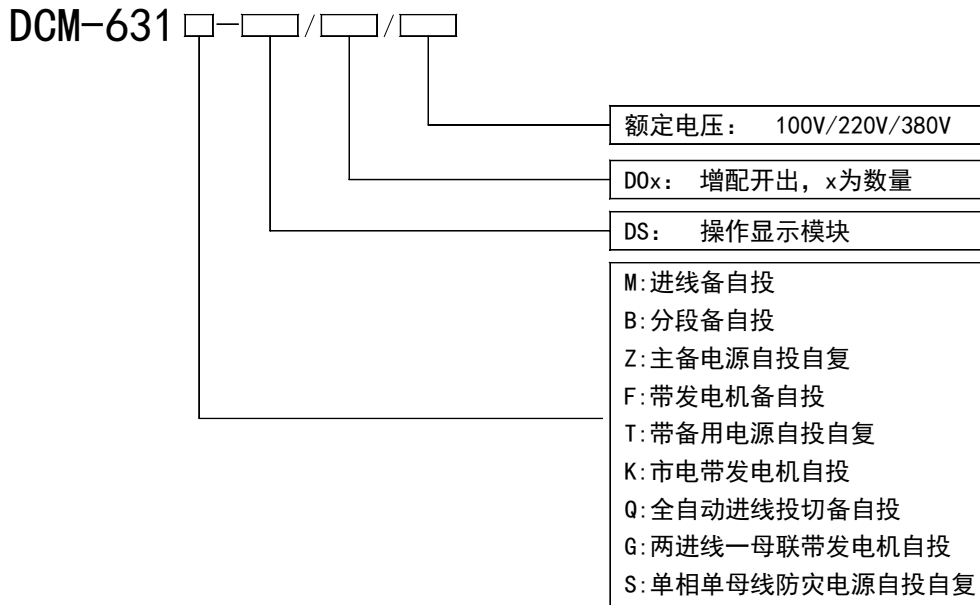 DCM-631□-□/□/□
额定电压： 100V/220V/380V
DOx： 增配开出，x为数量
DS： 操作显示模块
M:进线备自投
B:分段备自投
Z:主备电源自投自复
F:带发电机备自投
T:带备用电源自投自复
K:市电带发电机自投
Q:全自动进线投切备自投
G:两进线一母联带发电机自投
S:单相单母线防灾电源自投自复